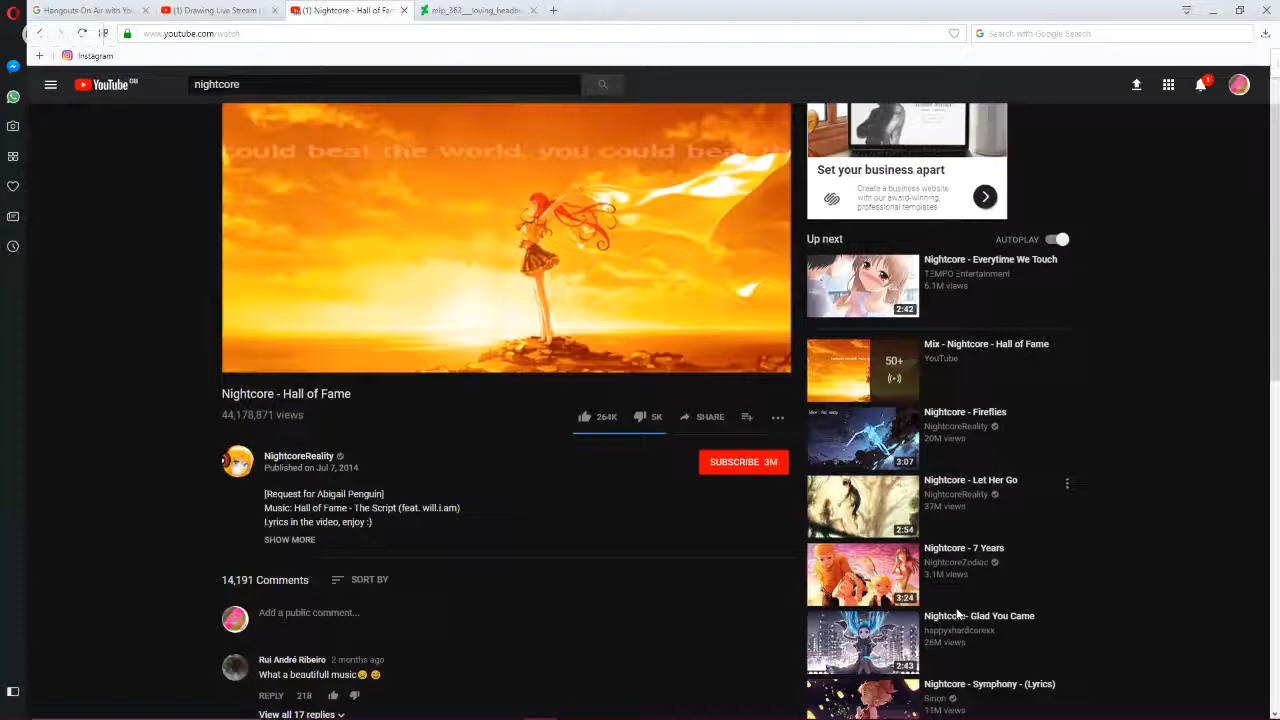 Hangouts On Air with You
(1) Drawing Live Stream |
(1) Nightcore - Hall of Fam
mlp_363__loving_headbu
www.youtube.com/watch
Search with Google Search
Instagram
YouTube
nightcore
1
ould beat the world, you could beat th
Set your business apart
Create a business website
with our award-winning,
professional templates.
Up next
AUTOPLAY
Nightcore - Everytime We Touch
TEMPO Entertainment
6.1M views
2:42
Mix - Nightcore - Hall of Fame
YouTube
50+
Nightcore - Hall of Fame
44,178,871 views
264K
5K
SHARE
Nightcore - Fireflies
NightcoreReality
20M views
3:07
NightcoreReality
Published on Jul 7, 2014
SUBSCRIBE 3M
[Request for Abigail Penguin]
Music: Hall of Fame - The Script (feat. will.i.am)
Lyrics in the video, enjoy :)
SHOW MORE
Nightcore - Let Her Go
NightcoreReality
37M views
2:54
Nightcore - 7 Years
NightcoreZodiac
3.1M views
3:24
14,191 Comments
SORT BY
Add a public comment...
Nightcore - Glad You Came
happyxhardcorexx
26M views
2:43
Rui André Ribeiro 2 months ago
What a beautifull music😄 😄
REPLY 218
View all 17 replies
Nightcore - Symphony - (Lyrics)
Sinon
11M views